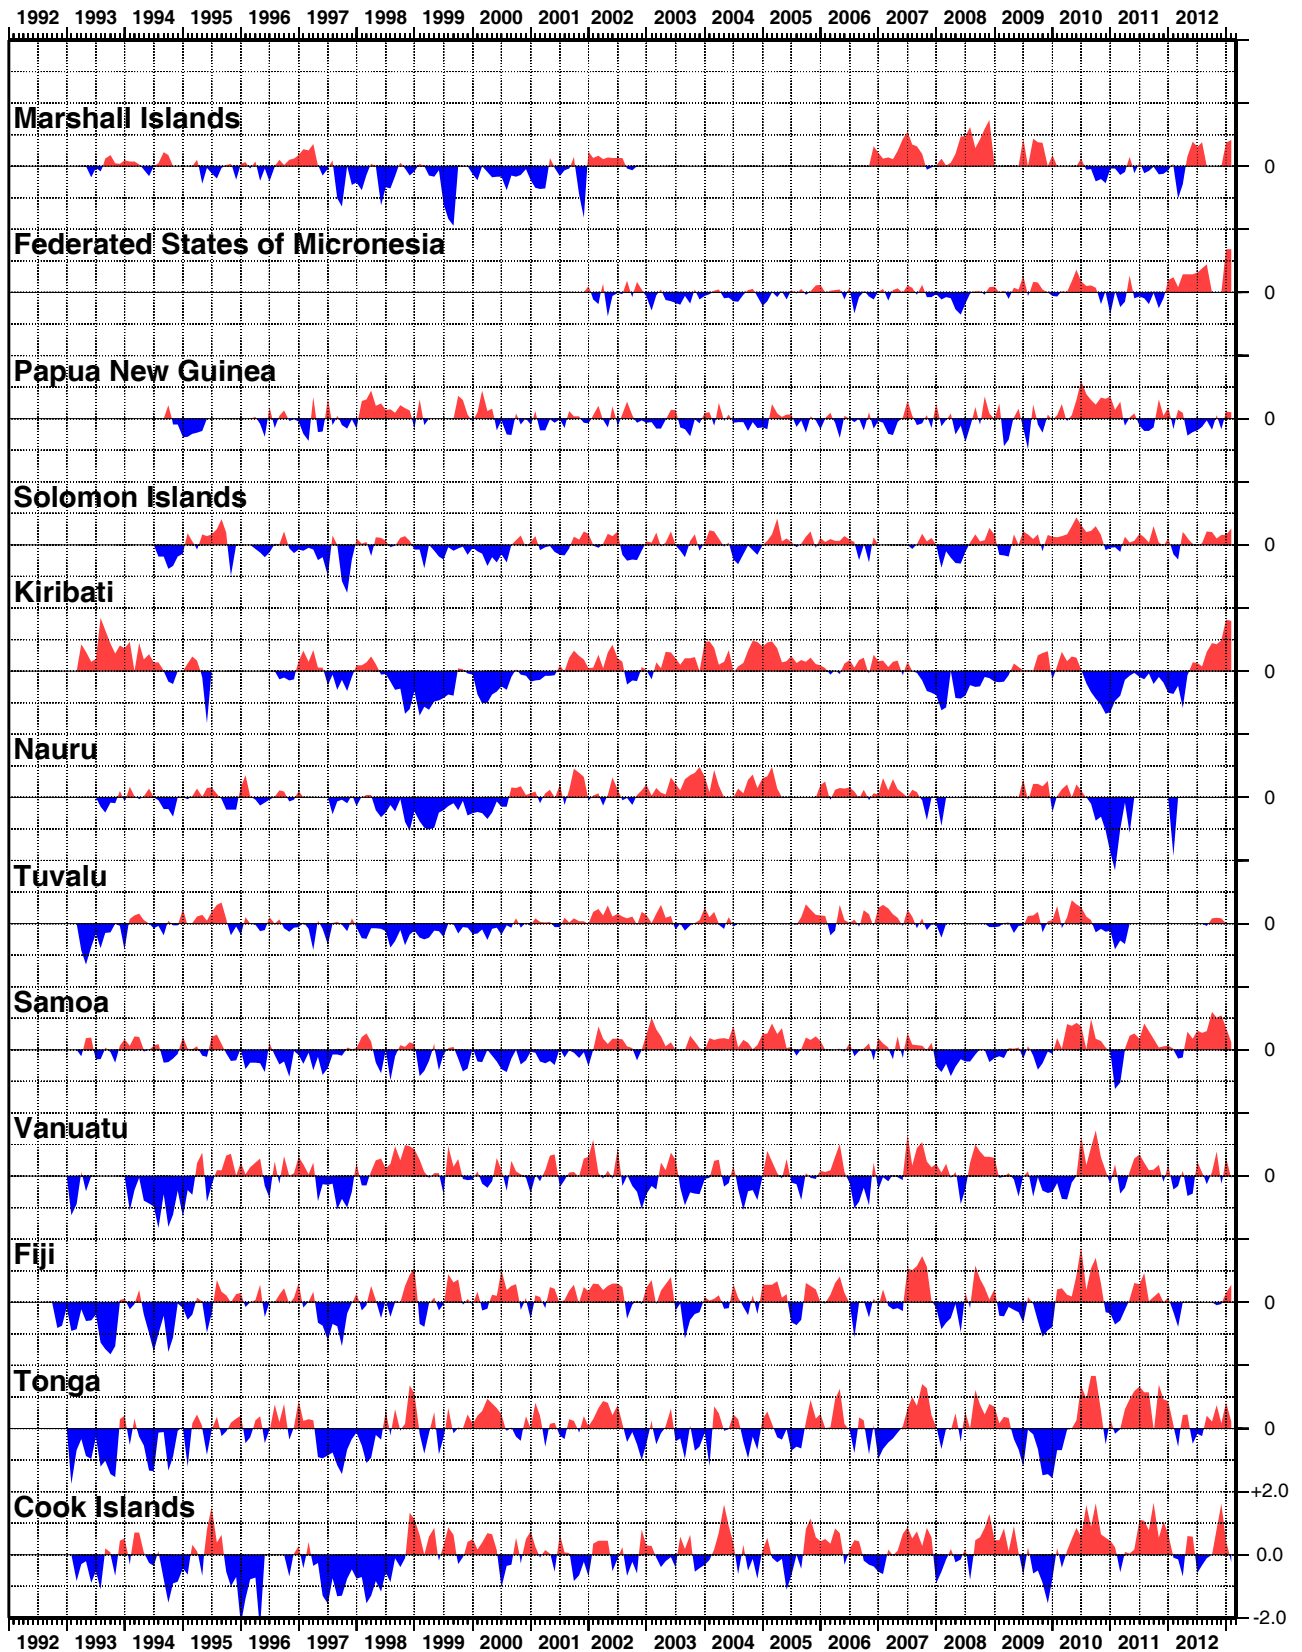 1992 1993 1994 1995 1996 1997 1998 1999 2000 2001 2002 2003 2004 2005 2006 2007 2008 2009 2010 2011 2012
Marshall Islands
0
Federated States of Micronesia
0
Papua New Guinea
0
Solomon Islands
0
Kiribati
0
Nauru
0
Tuvalu
0
Samoa
0
Vanuatu
0
Fiji
0
Tonga
0
+2.0
Cook Islands
0.0
-2.0
1992 1993 1994 1995 1996 1997 1998 1999 2000 2001 2002 2003 2004 2005 2006 2007 2008 2009 2010 2011 2012